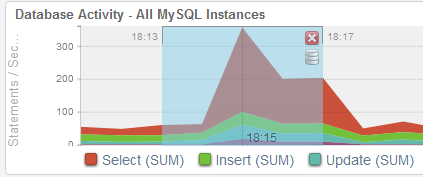 Database Activity - All MySQL Instances
Statements / Sec...
300
200
100
0
18:13
18:17
18:15
Select (SUM) Insert (SUM) Update (SUM)